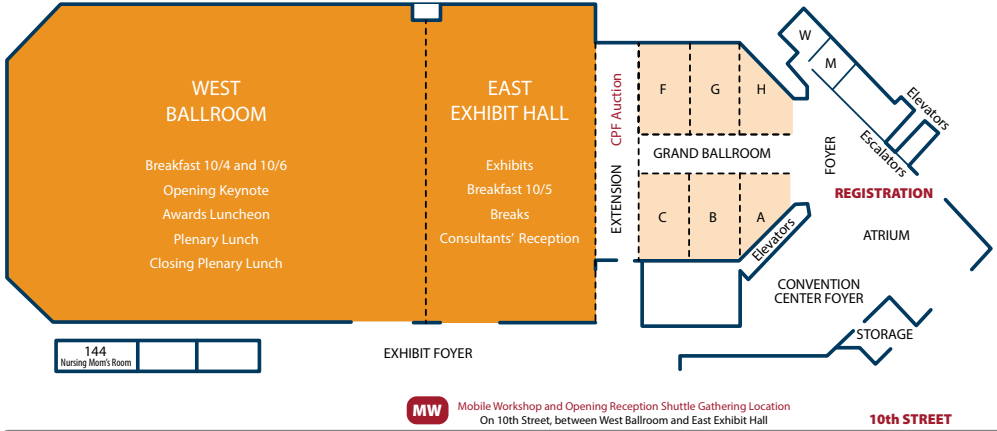 WEST
BALLROOM
Breakfast 10/4 and 10/6
Opening Keynote
Awards Luncheon
Plenary Lunch
Closing Plenary Lunch
EAST
EXHIBIT HALL
Exhibits
Breakfast 10/5
Breaks
Consultants’ Reception
CPF Auction
EXTENSION
F
G
H
GRAND BALLROOM
C
B
A
Elevators
W
M
Elevators
Escalators
FOYER
REGISTRATION
ATRIUM
CONVENTION
CENTER FOYER
STORAGE
144
Nursing Mom's Room
EXHIBIT FOYER
MW
Mobile Workshop and Opening Reception Shuttle Gathering Location
On 10th Street, between West Ballroom and East Exhibit Hall
10th STREET